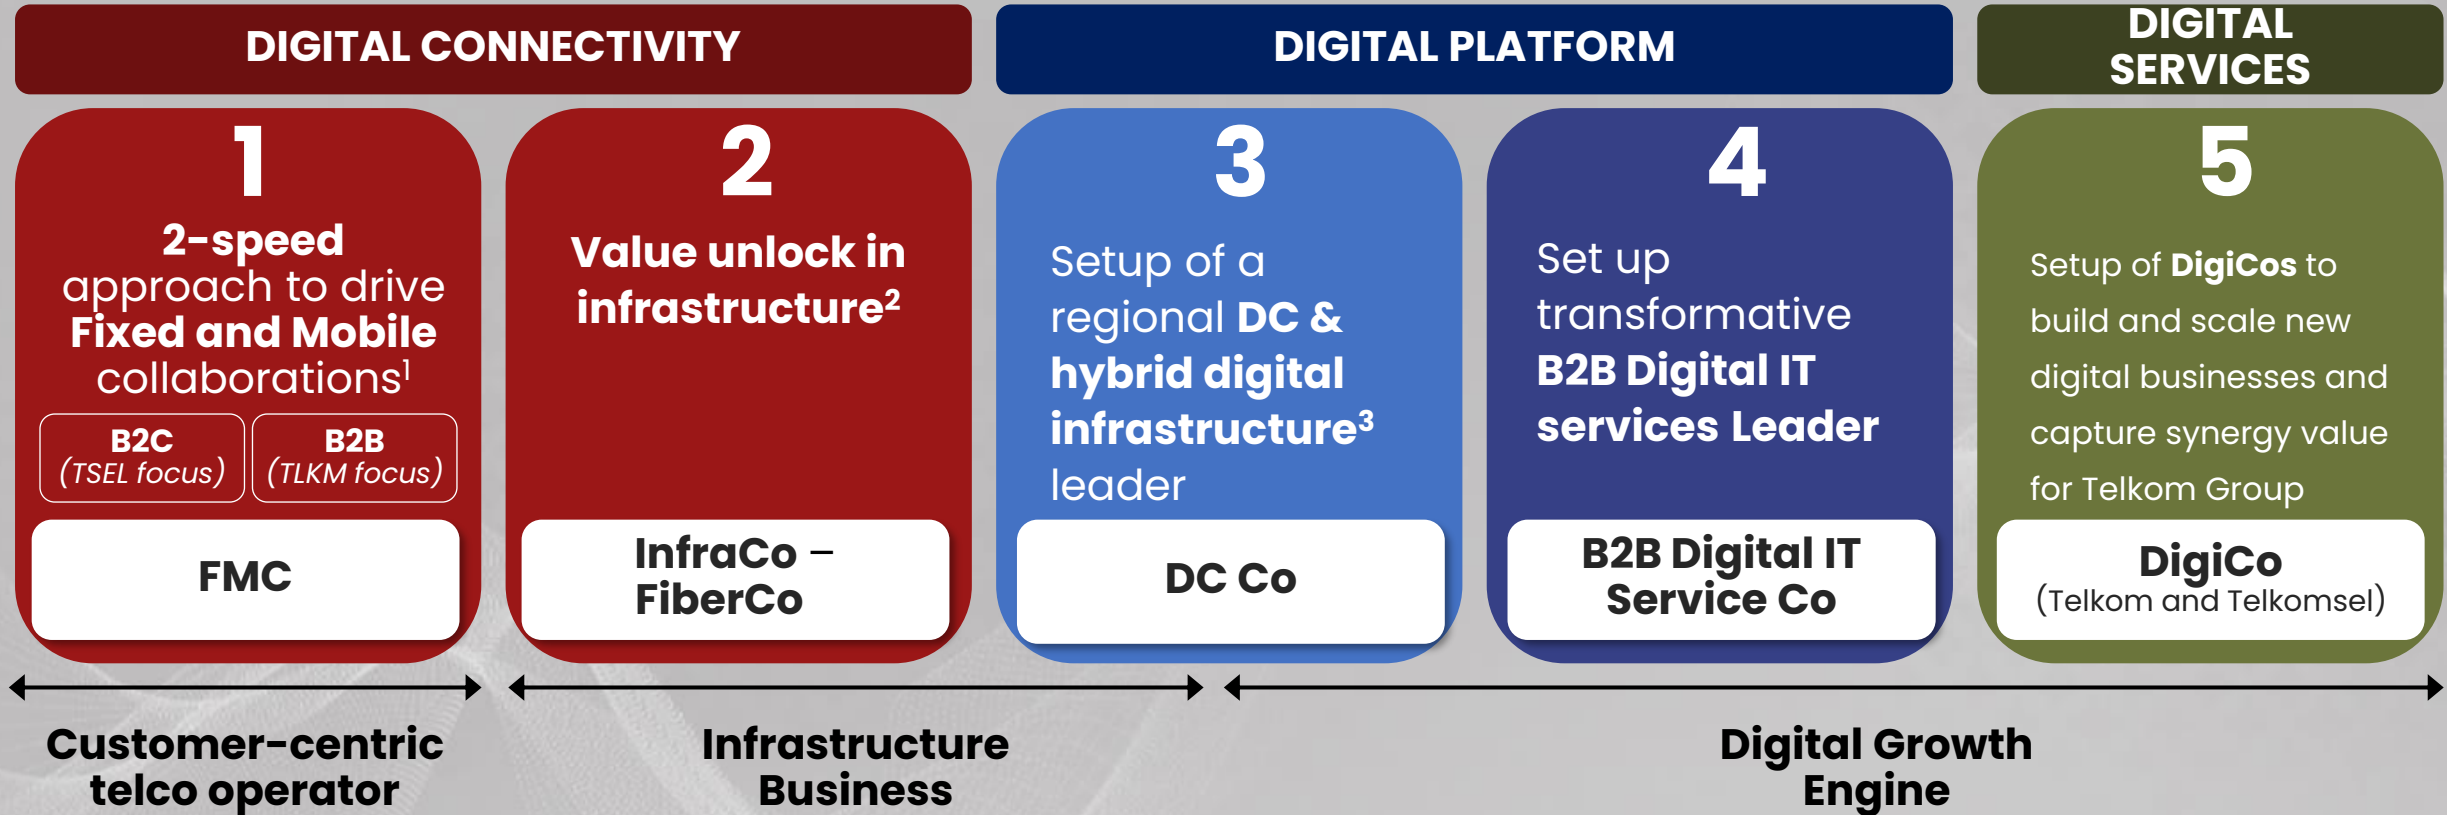 DIGITAL CONNECTIVITY
DIGITAL PLATFORM
DIGITAL
SERVICES
1
2-speed
approach to drive
Fixed and Mobile
collaborations¹
B2C
(TSEL focus)
B2B
(TLKM focus)
FMC
2
Value unlock in
infrastructure²
InfraCo –
FiberCo
3
Setup of a
regional DC &
hybrid digital
infrastructure³
leader
DC Co
4
Set up
transformative
B2B Digital IT
services Leader
B2B Digital IT
Service Co
5
Setup of DigiCos to
build and scale new
digital businesses and
capture synergy value
for Telkom Group
DigiCo
(Telkom and Telkomsel)
Customer-centric
telco operator
Infrastructure
Business
Digital Growth
Engine